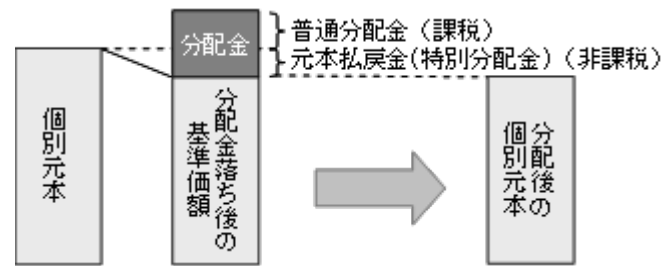 分配金
普通分配金（課税）
元本払戻金(特別分配金)（非課税）
個別元本
分配金落ち後の
基準価額
分配後の
個別元本